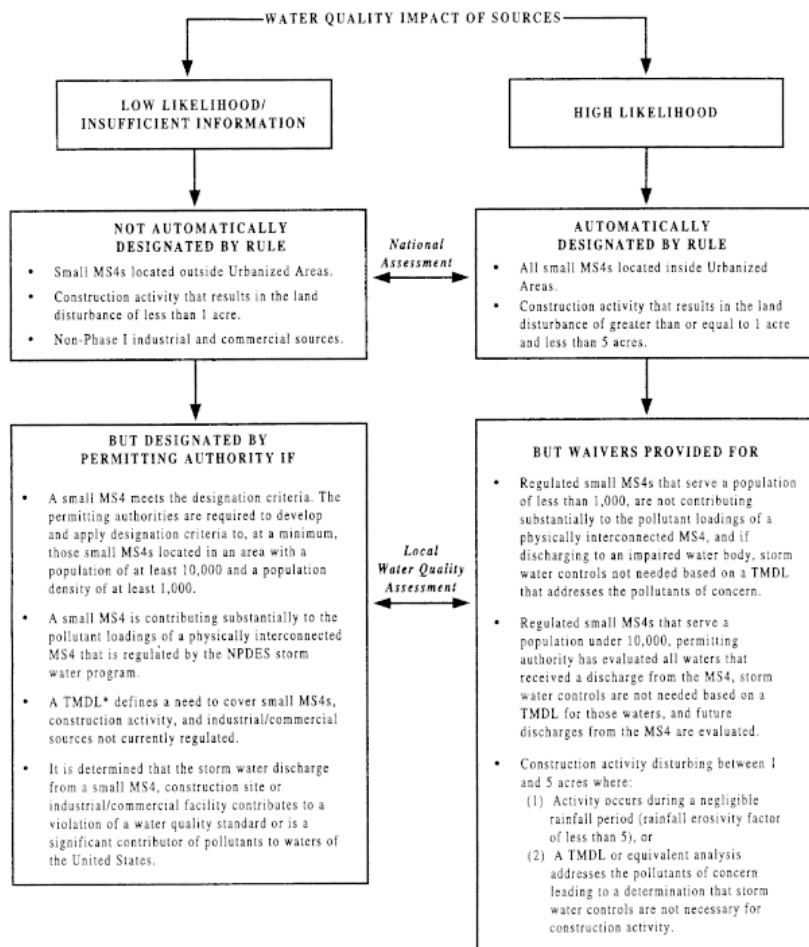 WATER QUALITY IMPACT OF SOURCES
LOW LIKELIHOOD/
INSUFFICIENT INFORMATION
HIGH LIKELIHOOD
NOT AUTOMATICALLY
DESIGNATED BY RULE
• Small MS4s located outside Urbanized Areas.
• Construction activity that results in the land
disturbance of less than 1 acre.
• Non-Phase I industrial and commercial sources.
National
Assessment
AUTOMATICALLY
DESIGNATED BY RULE
• All small MS4s located inside Urbanized
Areas.
• Construction activity that results in the land
disturbance of greater than or equal to 1 acre
and less than 5 acres.
BUT DESIGNATED BY
PERMITTING AUTHORITY IF
• A small MS4 meets the designation criteria. The
permitting authorities are required to develop
and apply designation criteria to, at a minimum,
those small MS4s located in an area with a
population of at least 10,000 and a population
density of at least 1,000.
• A small MS4 is contributing substantially to the
pollutant loadings of a physically interconnected
MS4 that is regulated by the NPDES storm
water program.
• A TMDL* defines a need to cover small MS4s,
construction activity, and industrial/commercial
sources not currently regulated.
• It is determined that the storm water discharge
from a small MS4, construction site or
industrial/commercial facility contributes to a
violation of a water quality standard or is a
significant contributor of pollutants to waters of
the United States.
Local
Water Quality
Assessment
BUT WAIVERS PROVIDED FOR
• Regulated small MS4s that serve a population
of less than 1,000, are not contributing
substantially to the pollutant loadings of a
physically interconnected MS4, and if
discharging to an impaired water body, storm
water controls not needed based on a TMDL
that addresses the pollutants of concern.
• Regulated small MS4s that serve a
population under 10,000, permitting
authority has evaluated all waters that
received a discharge from the MS4, storm
water controls are not needed based on a
TMDL for those waters, and future
discharges from the MS4 are evaluated.
• Construction activity disturbing between 1
and 5 acres where:
(1) Activity occurs during a negligible
rainfall period (rainfall erosivity factor
of less than 5), or
(2) A TMDL or equivalent analysis
addresses the pollutants of concern
leading to a determination that storm
water controls are not necessary for
construction activity.